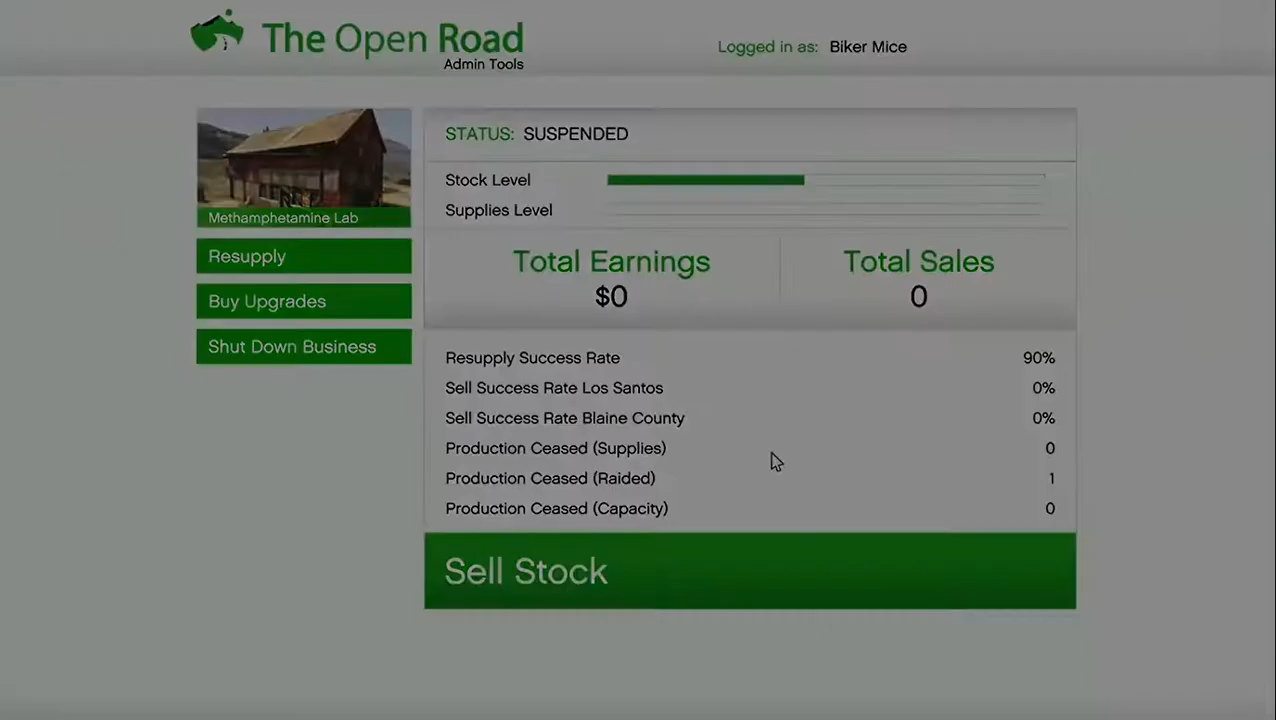 The Open Road
Admin Tools
Logged in as: Biker Mice
STATUS: SUSPENDED
Stock Level
Supplies Level
Methamphetamine Lab
Resupply
Buy Upgrades
Shut Down Business
Total Earnings
$0
Total Sales
0
Resupply Success Rate 90%
Sell Success Rate Los Santos 0%
Sell Success Rate Blaine County 0%
Production Ceased (Supplies) 0
Production Ceased (Raided) 1
Production Ceased (Capacity) 0
Sell Stock